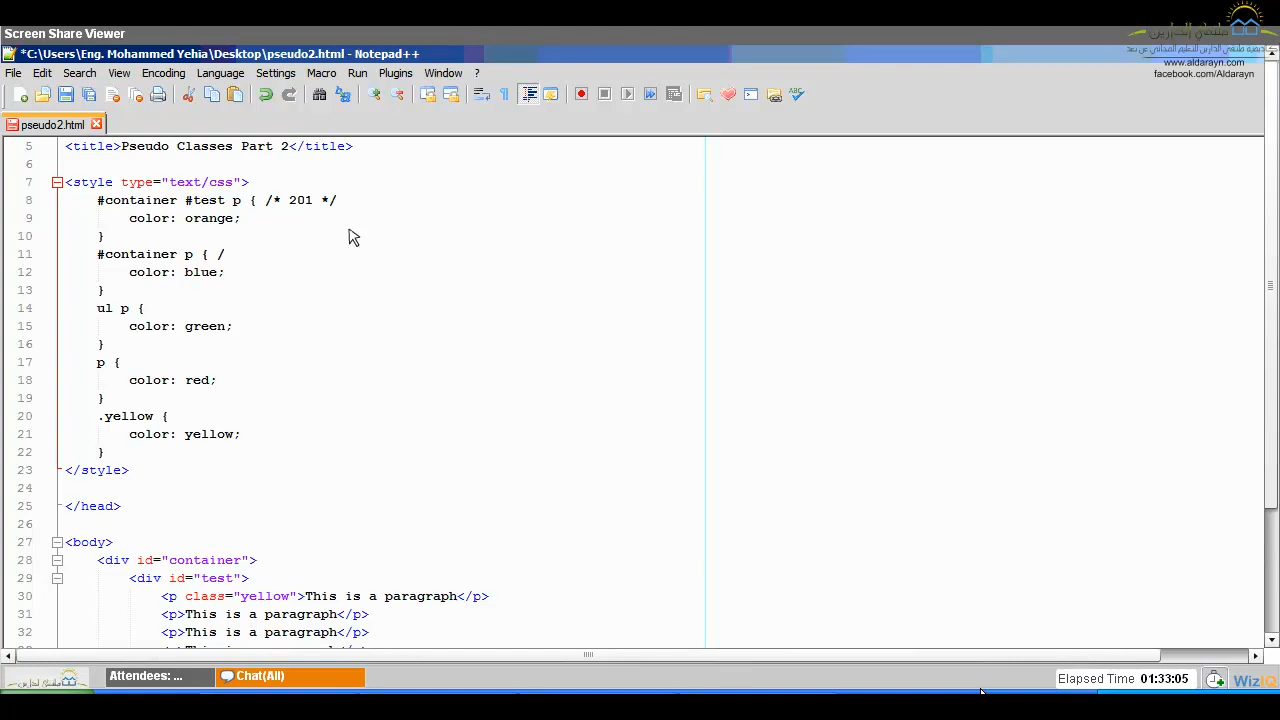 Screen Share Viewer
*C:\Users\Eng. Mohammed Yehia\Desktop\pseudo2.html - Notepad++
www.aldarayn.com
File Edit Search View Encoding Language Settings Macro Run Plugins Window ?
facebook.com/Aldarayn
pseudo2.html
5 <title>Pseudo Classes Part 2</title>
6
7 <style type="text/css">
8 #container #test p { /* 201 */
9 color: orange;
10 }
11 #container p { /
12 color: blue;
13 }
14 ul p {
15 color: green;
16 }
17 p {
18 color: red;
19 }
20 .yellow {
21 color: yellow;
22 }
23 </style>
24
25 </head>
26
27 <body>
28 <div id="container">
29 <div id="test">
30 <p class="yellow">This is a paragraph</p>
31 <p>This is a paragraph</p>
32 <p>This is a paragraph</p>
Attendees: ...
Chat(All)
Elapsed Time 01:33:05
WizIQ